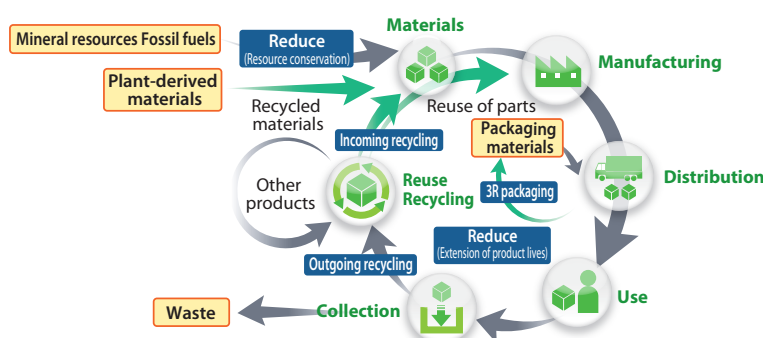 Mineral resources Fossil fuels
Reduce
(Resource conservation)
Materials
Manufacturing
Plant-derived
materials
Recycled
materials
Reuse of parts
Incoming recycling
Packaging
materials
Distribution
Other
products
Reuse
Recycling
3R packaging
Reduce
(Extension of product lives)
Outgoing recycling
Use
Collection
Waste